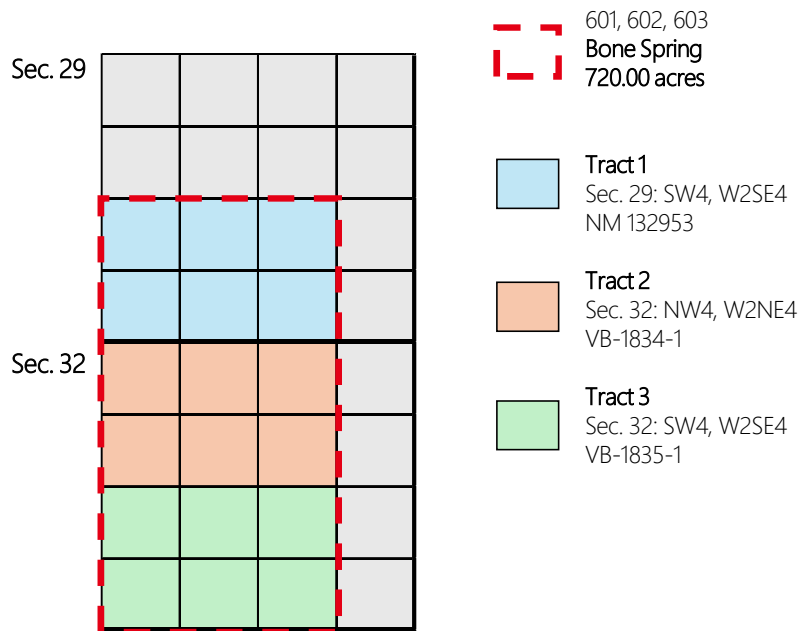 Sec. 29
Sec. 32
601, 602, 603
Bone Spring
720.00 acres
Tract 1
Sec. 29: SW4, W2SE4
NM 132953
Tract 2
Sec. 32: NW4, W2NE4
VB-1834-1
Tract 3
Sec. 32: SW4, W2SE4
VB-1835-1